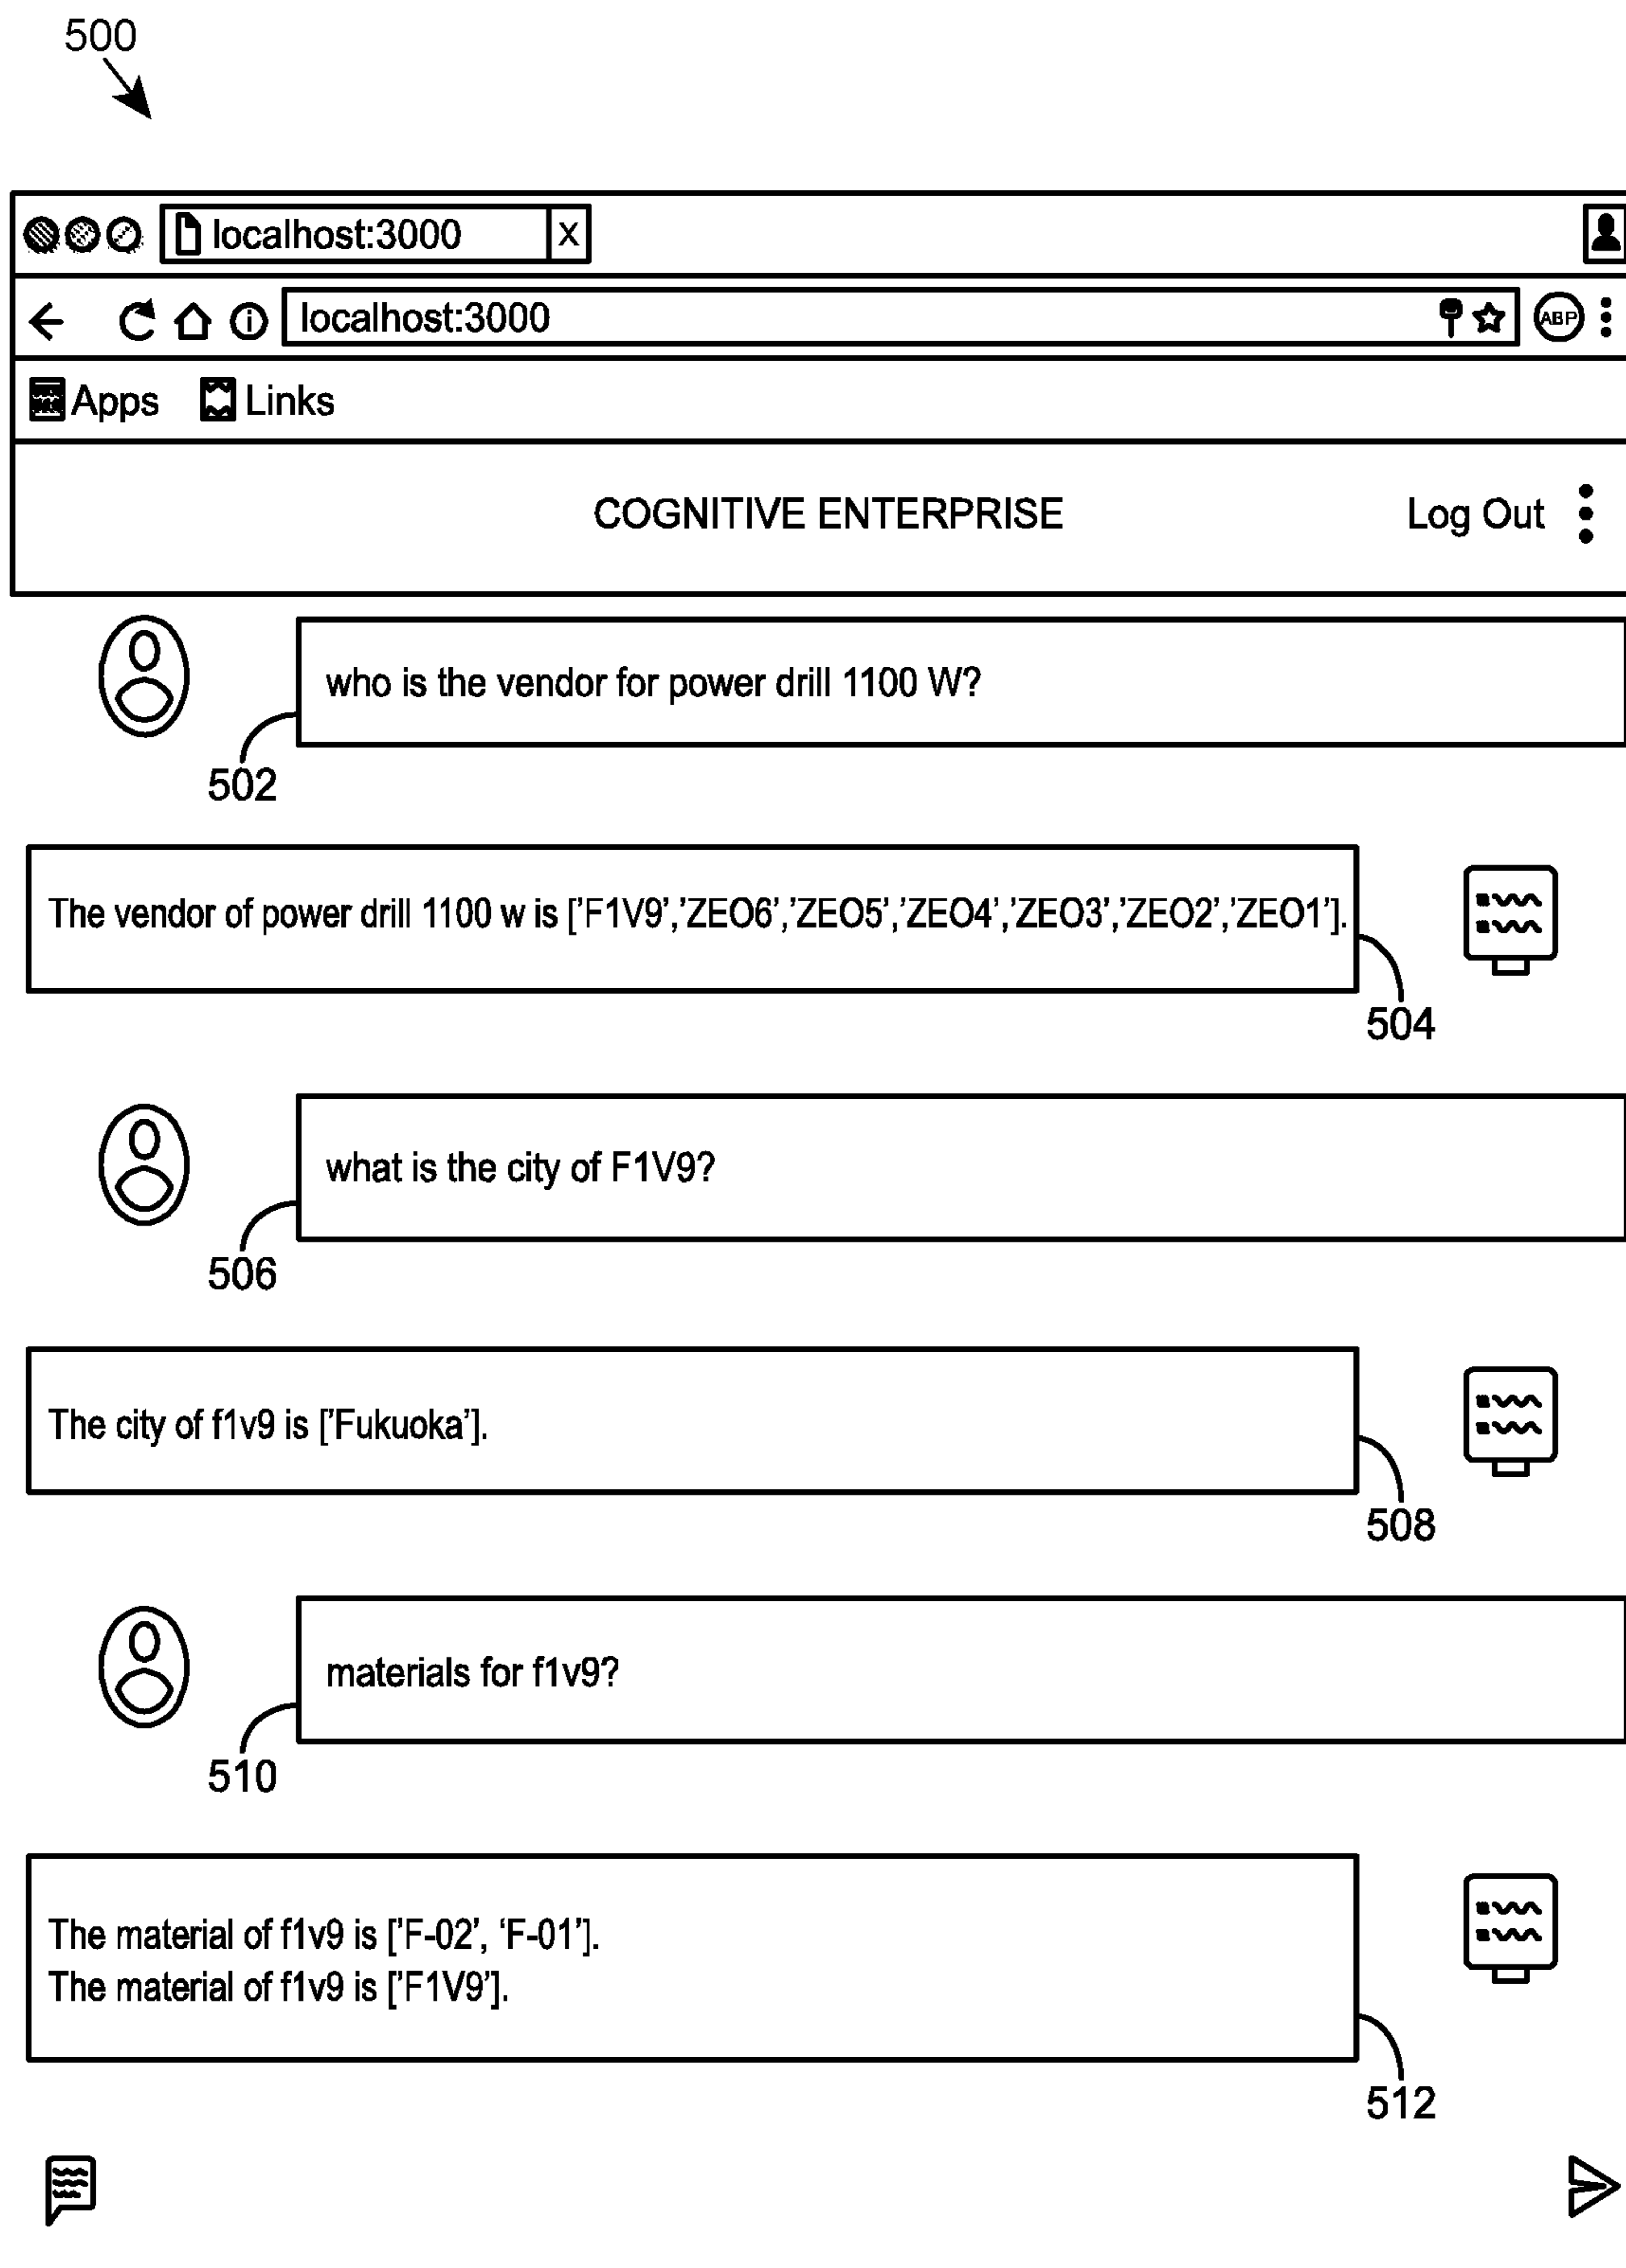 500
localhost:3000 X
localhost:3000 ABP
Apps Links
COGNITIVE ENTERPRISE Log Out
who is the vendor for power drill 1100 W?
502
The vendor of power drill 1100 w is ['F1V9','ZEO6','ZEO5','ZEO4','ZEO3','ZEO2','ZEO1'].
504
what is the city of F1V9?
506
The city of f1v9 is ['Fukuoka'].
508
materials for f1v9?
510
The material of f1v9 is ['F-02', ‘F-01’].
The material of f1v9 is ['F1V9'].
512